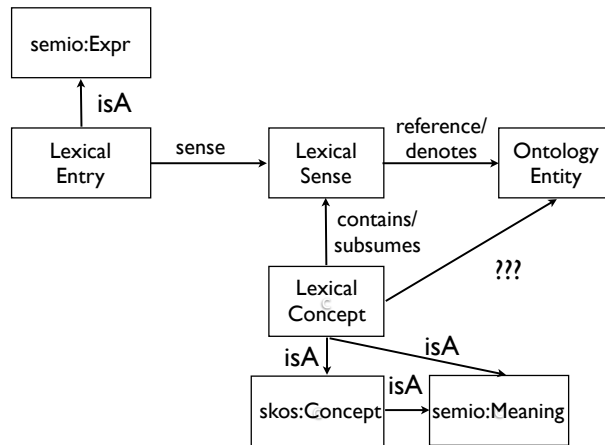 semio:Expr
isA
Lexical
Entry
sense
Lexical
Sense
reference/
denotes
Ontology
Entity
contains/
subsumes
???
Lexical
Concept
isA
isA
isA
skos:Concept
semio:Meaning